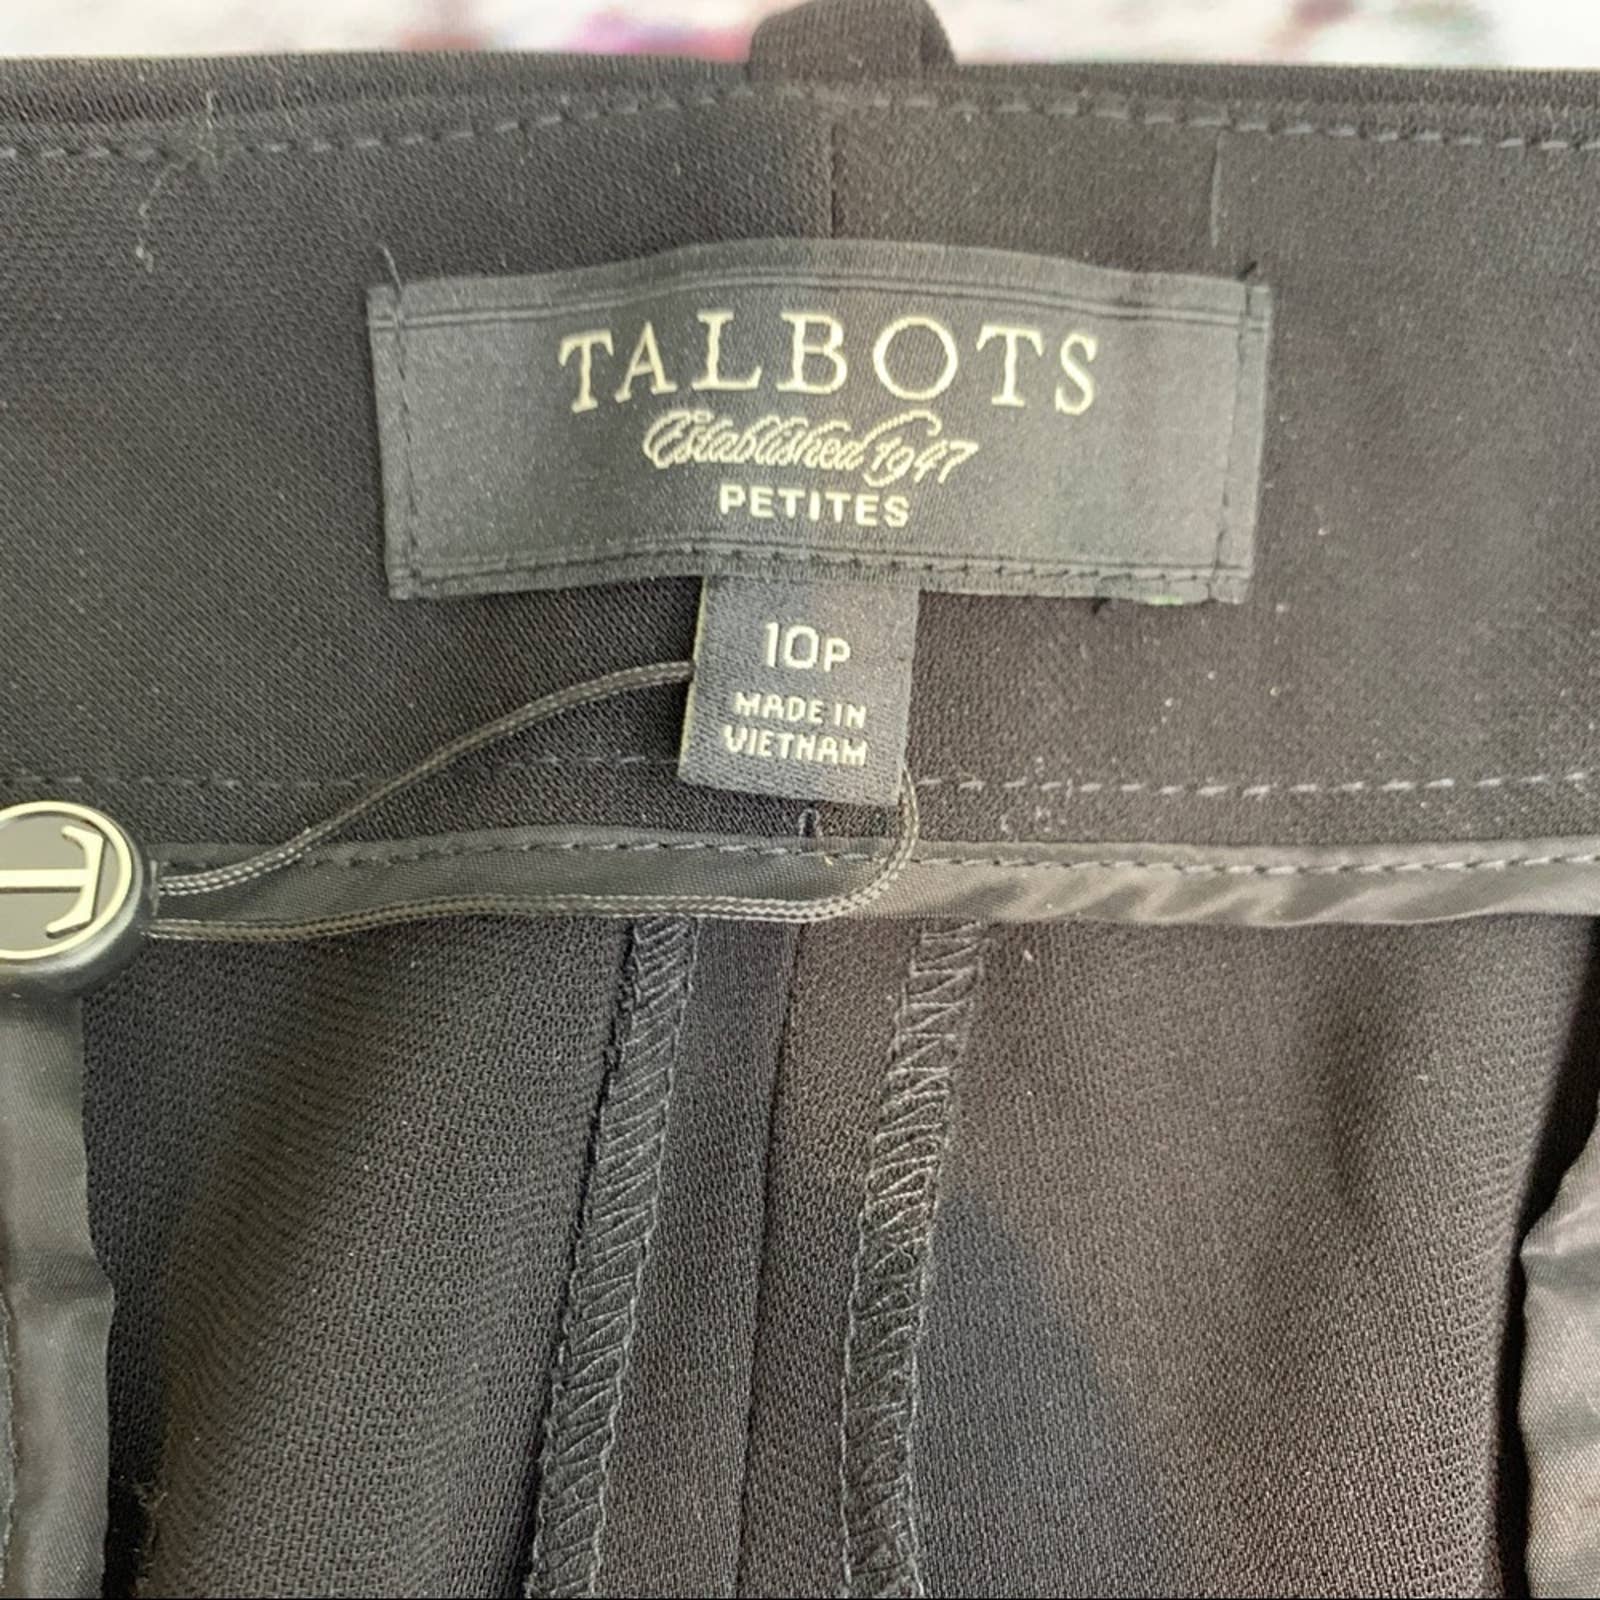 TALBOTS
Established 1947
PETITES
10P
MADE IN
VIETNAM
T